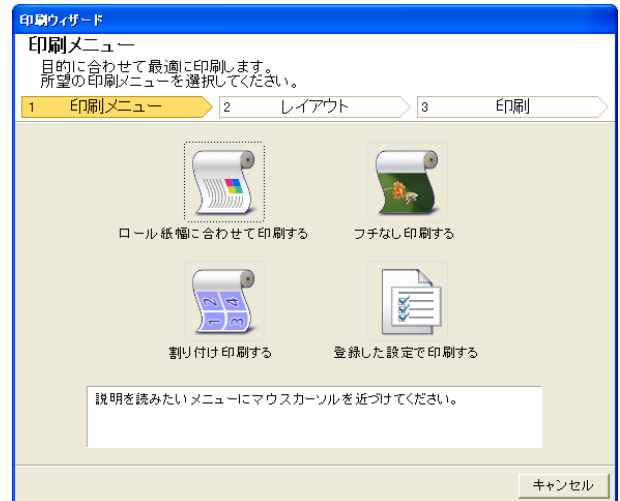 印刷ウィザード
印刷メニュー
目的に合わせて最適に印刷します。
所望の印刷メニューを選択してください。
1 印刷メニュー 2 レイアウト 3 印刷
ロール紙幅に合わせて印刷する フチなし印刷する
1 2 3 4
割り付け印刷する 登録した設定で印刷する
説明を読みたいメニューにマウスカーソルを近づけてください。
キャンセル